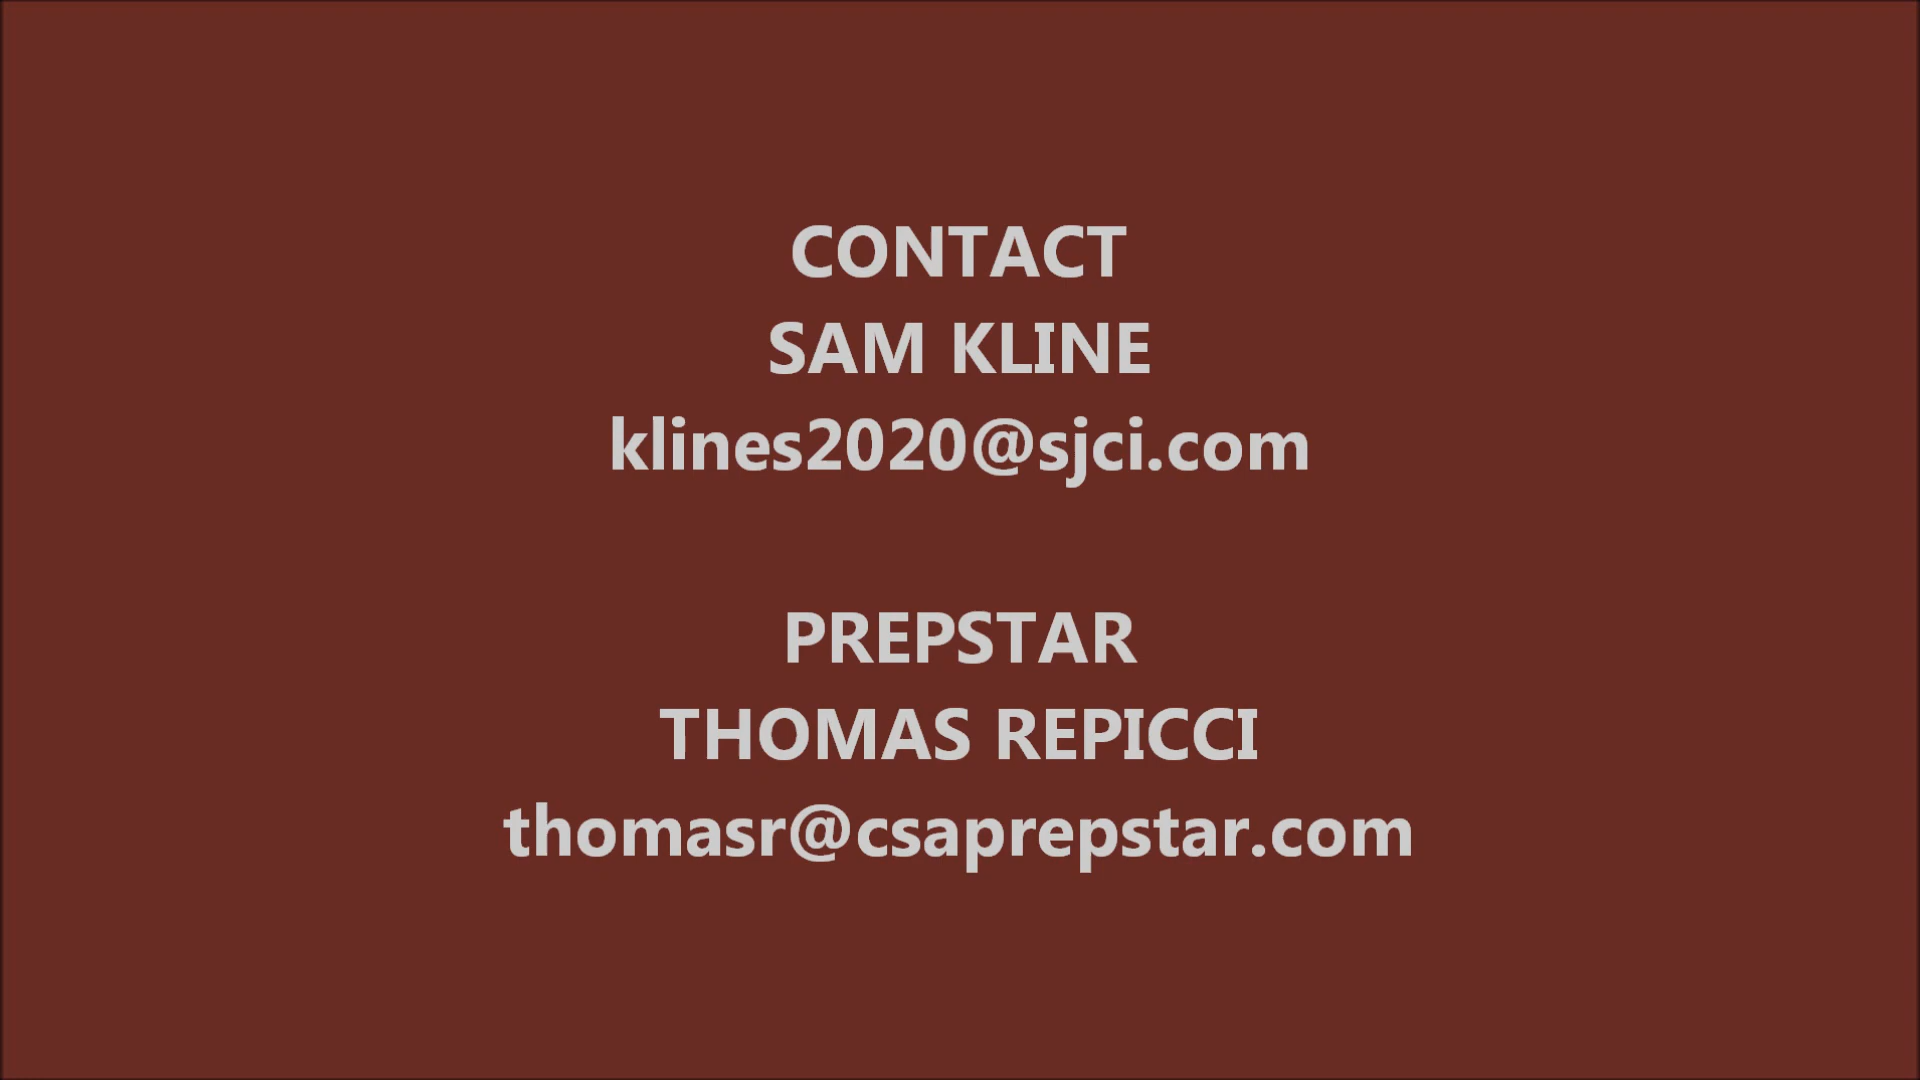 CONTACT
SAM KLINE
klines2020@sjci.com
PREPSTAR
THOMAS REPICCI
thomasr@csaprepstar.com